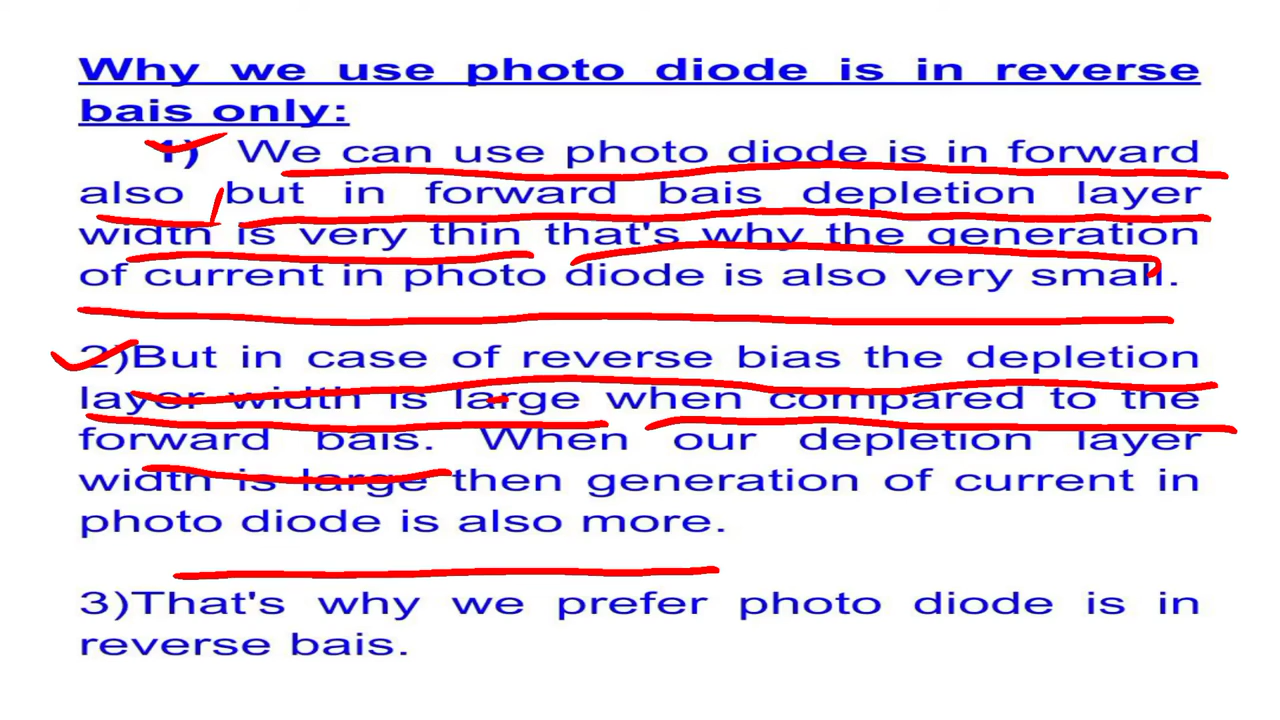 Why we use photo diode is in reverse
bais only:
1) We can use photo diode is in forward
also but in forward bais depletion layer
width is very thin that's why the generation
of current in photo diode is also very small.
2)But in case of reverse bias the depletion
layer width is large when compared to the
forward bais. When our depletion layer
width is large then generation of current in
photo diode is also more.
3)That's why we prefer photo diode is in
reverse bais.